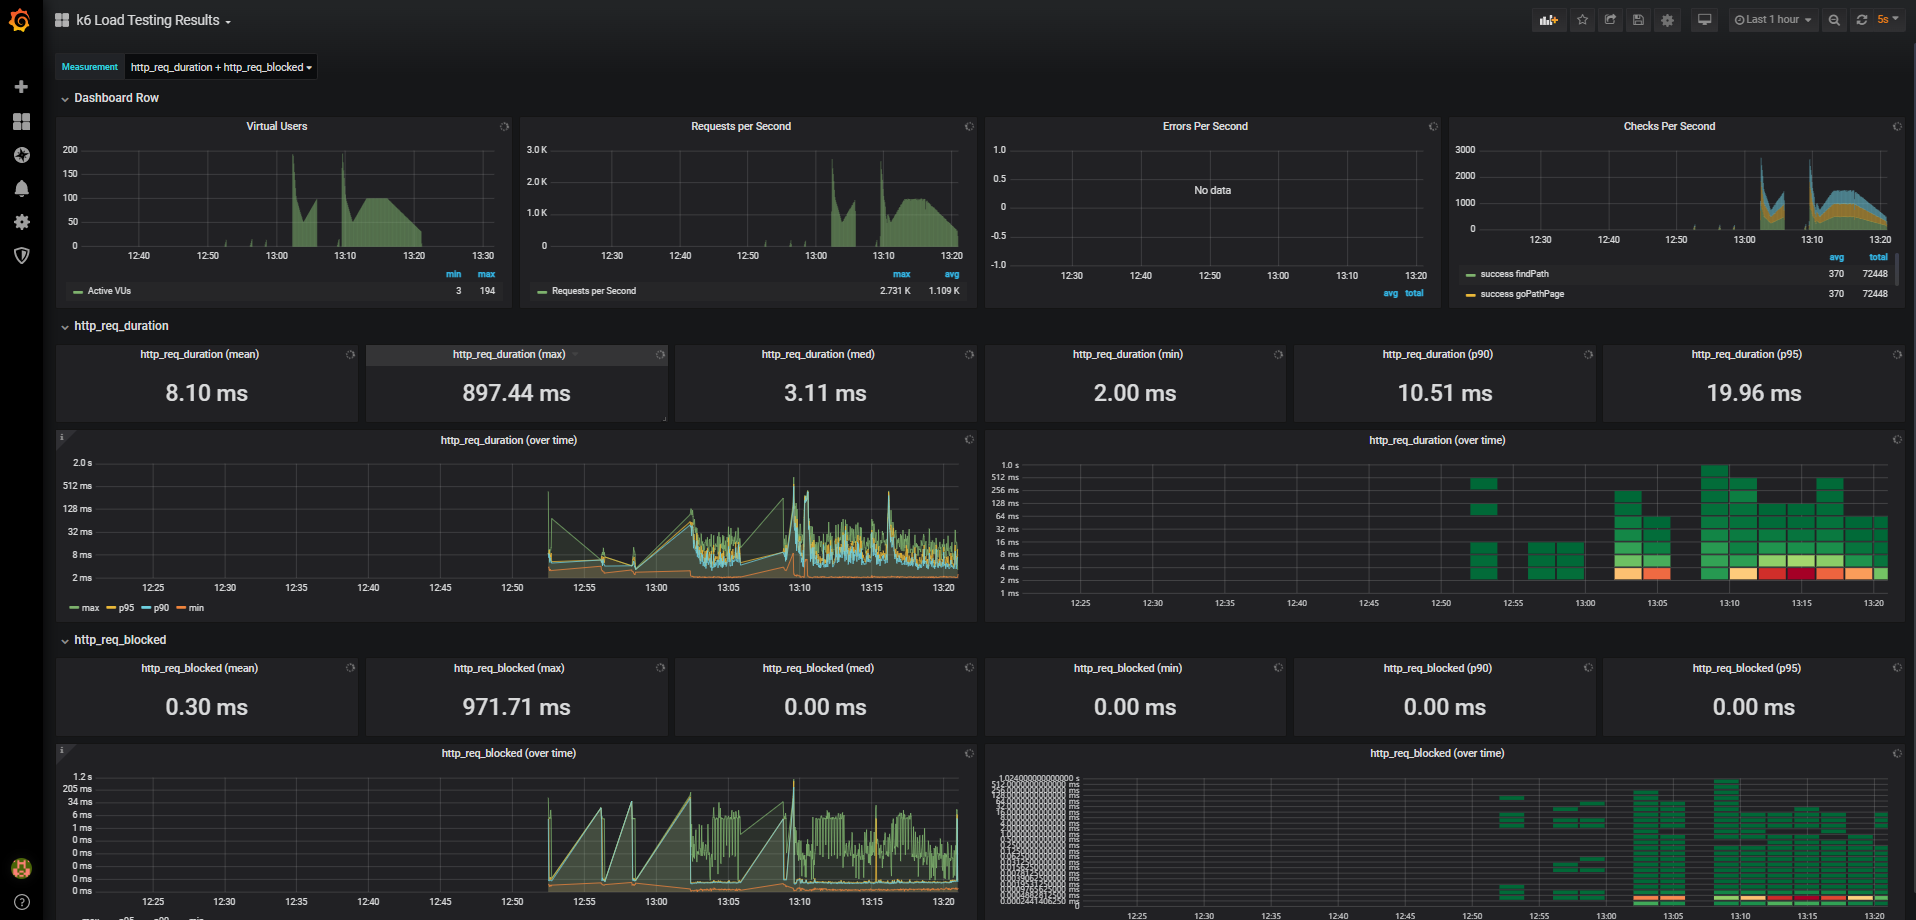 k6 Load Testing Results
Last 1 hour
5s
Measurement http_req_duration + http_req_blocked
Dashboard Row
Virtual Users
200
150
100
50
0
12:40 12:50 13:00 13:10 13:20 13:30
min max
Active VUs 3 194
Requests per Second
3.0 K
2.0 K
1.0 K
0
12:30 12:40 12:50 13:00 13:10 13:20
max avg
Requests per Second 2.731 K 1.109 K
Errors Per Second
1.0
0.5
0
-0.5
-1.0
No data
12:30 12:40 12:50 13:00 13:10 13:20
avg total
Checks Per Second
3000
2000
1000
0
12:30 12:40 12:50 13:00 13:10 13:20
avg total
success findPath 370 72448
success goPathPage 370 72448
http_req_duration
http_req_duration (mean)
8.10 ms
http_req_duration (max)
897.44 ms
http_req_duration (med)
3.11 ms
http_req_duration (min)
2.00 ms
http_req_duration (p90)
10.51 ms
http_req_duration (p95)
19.96 ms
http_req_duration (over time)
2.0 s
512 ms
128 ms
32 ms
8 ms
2 ms
12:25 12:30 12:35 12:40 12:45 12:50 12:55 13:00 13:05 13:10 13:15 13:20
max p95 p90 min
http_req_duration (over time)
1.0 s
512 ms
256 ms
128 ms
64 ms
32 ms
16 ms
8 ms
4 ms
2 ms
1 ms
12:25 12:30 12:35 12:40 12:45 12:50 12:55 13:00 13:05 13:10 13:15 13:20
http_req_blocked
http_req_blocked (mean)
0.30 ms
http_req_blocked (max)
971.71 ms
http_req_blocked (med)
0.00 ms
http_req_blocked (min)
0.00 ms
http_req_blocked (p90)
0.00 ms
http_req_blocked (p95)
0.00 ms
http_req_blocked (over time)
1.2 s
205 ms
34 ms
6 ms
1 ms
0 ms
0 ms
0 ms
0 ms
0 ms
12:25 12:30 12:35 12:40 12:45 12:50 12:55 13:00 13:05 13:10 13:15 13:20
max p95 p90 min
http_req_blocked (over time)
12:25 12:30 12:35 12:40 12:45 12:50 12:55 13:00 13:05 13:10 13:15 13:20